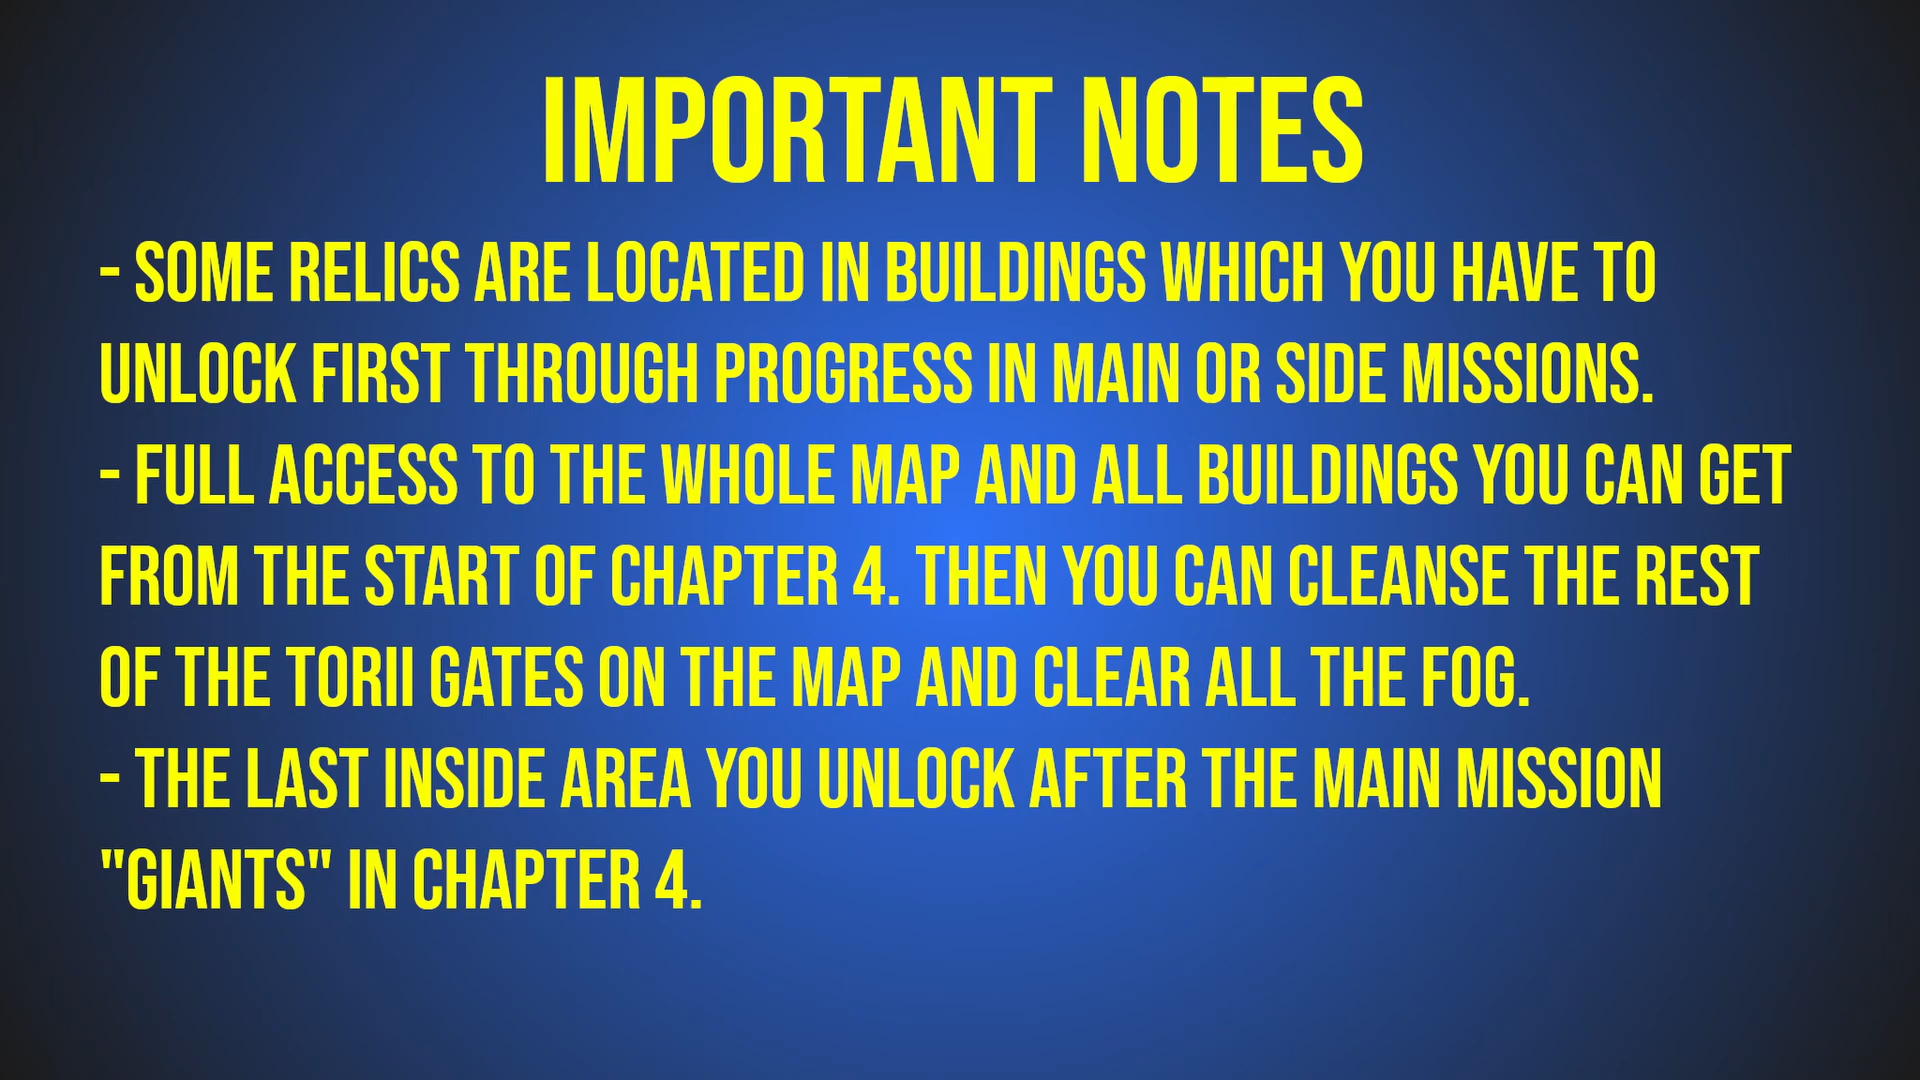 IMPORTANT NOTES
- SOME RELICS ARE LOCATED IN BUILDINGS WHICH YOU HAVE TO
UNLOCK FIRST THROUGH PROGRESS IN MAIN OR SIDE MISSIONS.
- FULL ACCESS TO THE WHOLE MAP AND ALL BUILDINGS YOU CAN GET
FROM THE START OF CHAPTER 4. THEN YOU CAN CLEANSE THE REST
OF THE TORII GATES ON THE MAP AND CLEAR ALL THE FOG.
- THE LAST INSIDE AREA YOU UNLOCK AFTER THE MAIN MISSION
"GIANTS" IN CHAPTER 4.